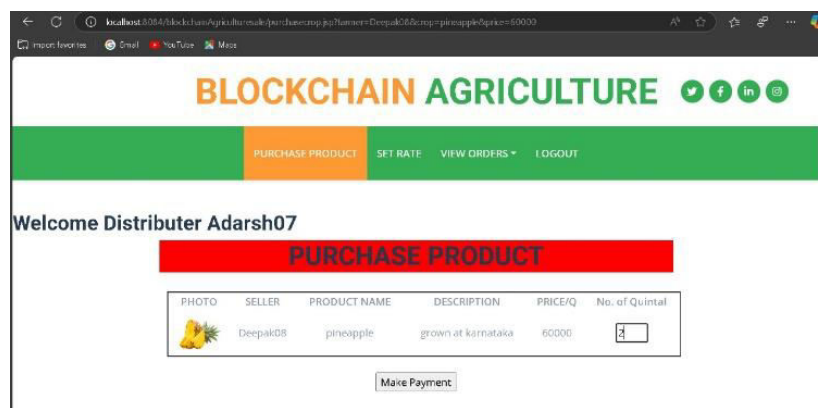 localhost:8084/blockchainAgriculturesale/purchasecrop.jsp?farmer=Deepak08&crop=pineapple&price=60000
Import favorites Gmail YouTube Maps
BLOCKCHAIN AGRICULTURE
PURCHASE PRODUCT SET RATE VIEW ORDERS LOGOUT
Welcome Distributer Adarsh07
PURCHASE PRODUCT
PHOTO SELLER PRODUCT NAME DESCRIPTION PRICE/Q No. of Quintal
Deepak08 pineapple grown at karnataka 60000 2
Make Payment